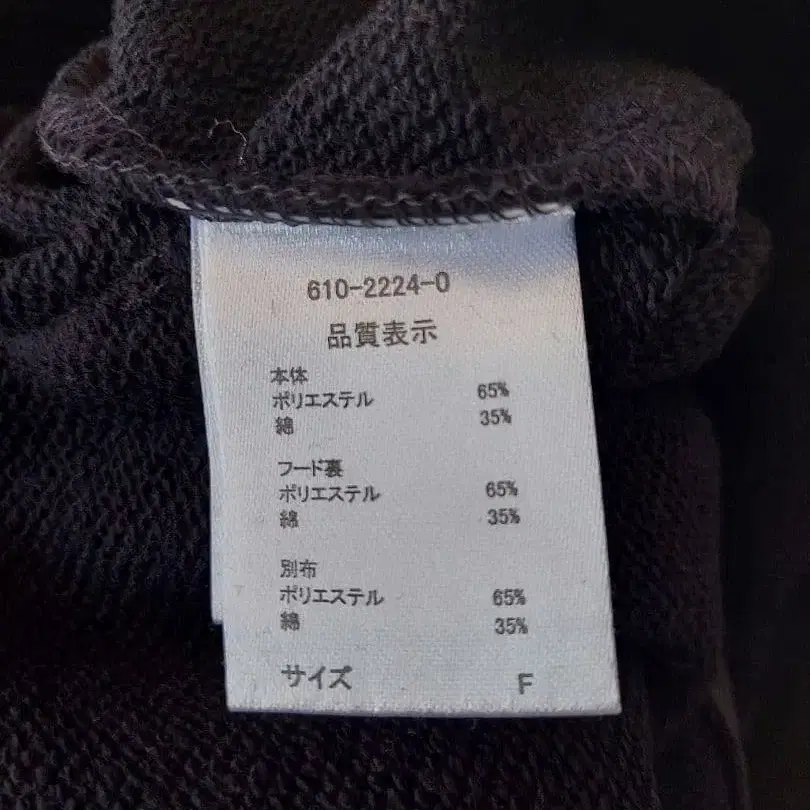 610-2224-0
品質表示
本体
ポリエステル 65%
綿 35%
フード裏
ポリエステル 65%
綿 35%
別布
ポリエステル 65%
綿 35%
サイズ F